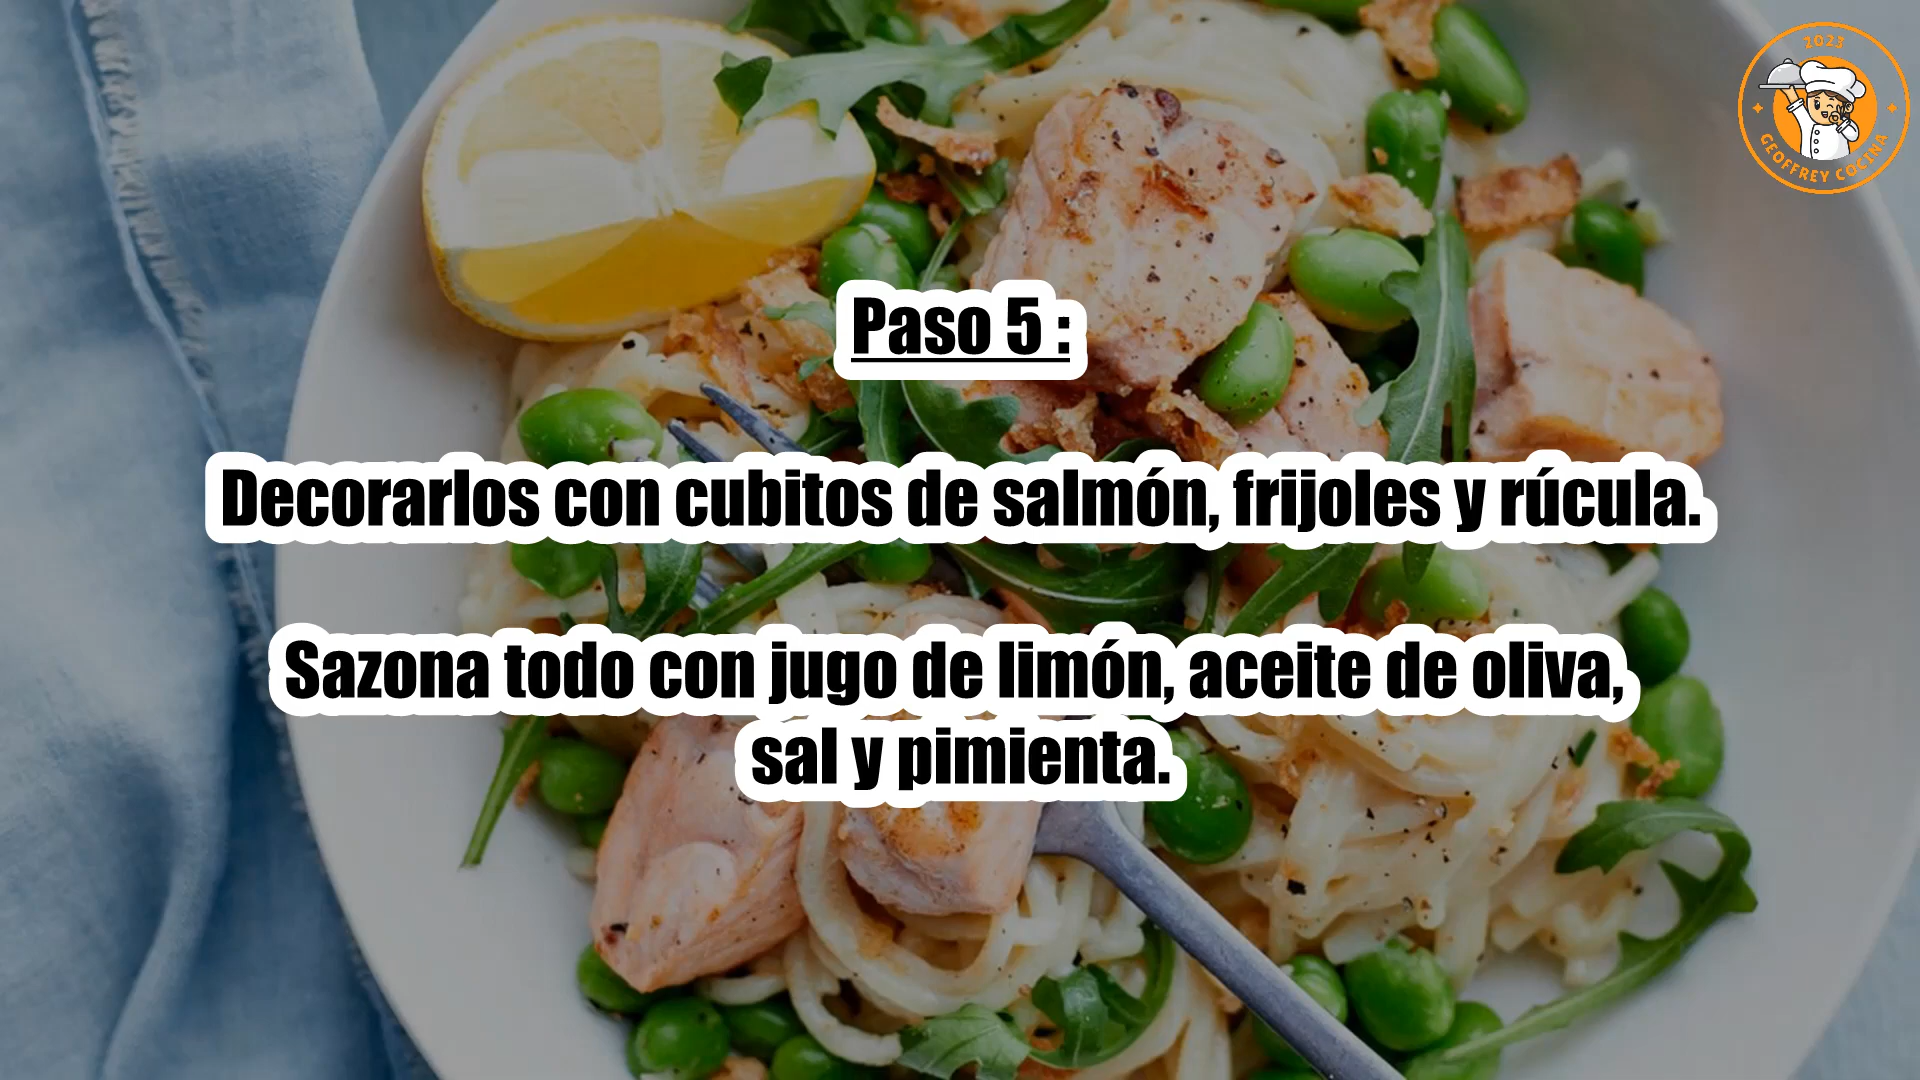 2023
GEOFFREY COCINA
Paso 5 :
Decorarlos con cubitos de salmón, frijoles y rúcula.
Sazona todo con jugo de limón, aceite de oliva,
sal y pimienta.